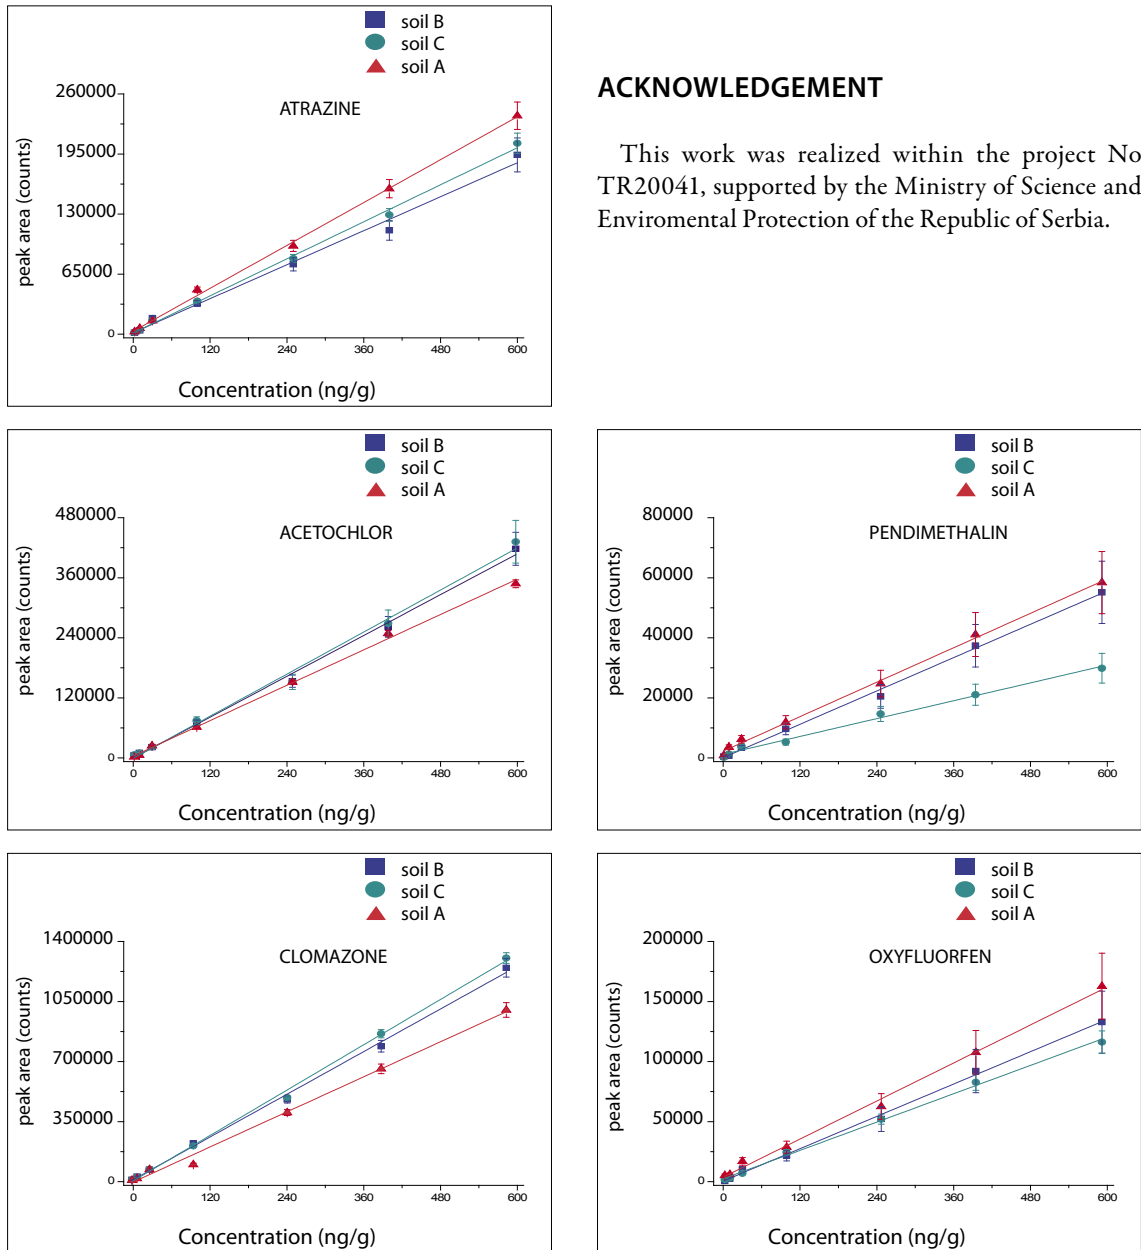 soil B
soil C
soil A
260000
195000
130000
65000
0
ATRAZINE
peak area (counts)
0 120 240 360 480 600
Concentration (ng/g)
ACKNOWLEDGEMENT
This work was realized within the project No
TR20041, supported by the Ministry of Science and
Enviromental Protection of the Republic of Serbia.
soil B
soil C
soil A
480000
360000
240000
120000
0
ACETOCHLOR
peak area (counts)
0 120 240 360 480 600
Concentration (ng/g)
soil B
soil C
soil A
80000
60000
40000
20000
0
PENDIMETHALIN
peak area (counts)
0 120 240 360 480 600
Concentration (ng/g)
soil B
soil C
soil A
1400000
1050000
700000
350000
0
CLOMAZONE
peak area (counts)
0 120 240 360 480 600
Concentration (ng/g)
soil B
soil C
soil A
200000
150000
100000
50000
0
OXYFLUORFEN
peak area (counts)
0 120 240 360 480 600
Concentration (ng/g)